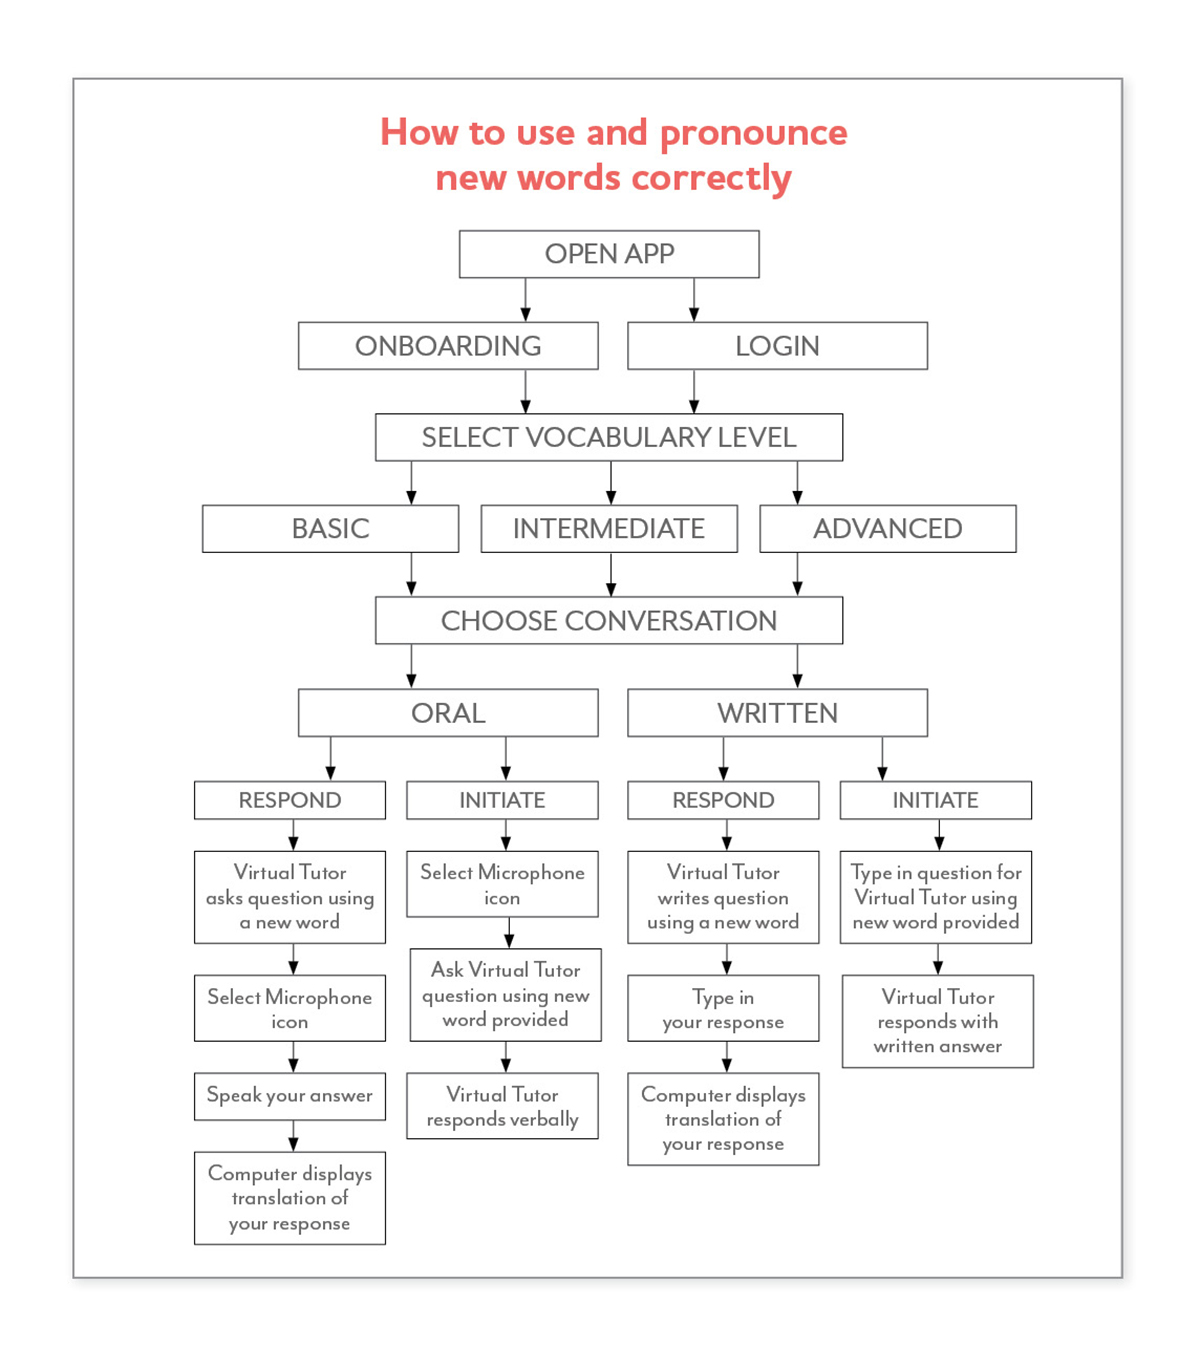 How to use and pronounce
new words correctly
OPEN APP
ONBOARDING
LOGIN
SELECT VOCABULARY LEVEL
BASIC
INTERMEDIATE
ADVANCED
CHOOSE CONVERSATION
ORAL
WRITTEN
RESPOND
INITIATE
RESPOND
INITIATE
Virtual Tutor
asks question using
a new word
Select Microphone
icon
Speak your answer
Computer displays
translation of
your response
Select Microphone
icon
Ask Virtual Tutor
question using new
word provided
Virtual Tutor
responds verbally
Virtual Tutor
writes question
using a new word
Type in
your response
Computer displays
translation of
your response
Type in question for
Virtual Tutor using
new word provided
Virtual Tutor
responds with
written answer